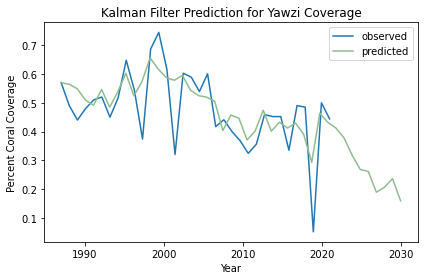 Kalman Filter Prediction for Yawzi Coverage
observed
predicted
Percent Coral Coverage
0.7
0.6
0.5
0.4
0.3
0.2
0.1
1990
2000
2010
2020
2030
Year